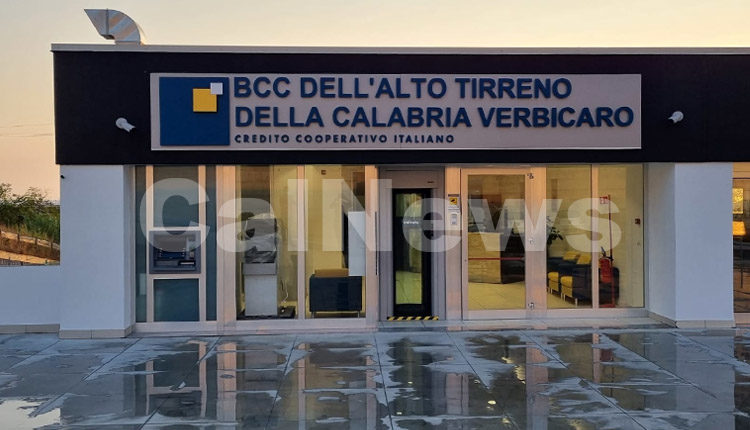 BCC DELL'ALTO TIRRENO
DELLA CALABRIA VERBICARO
CREDITO COOPERATIVO ITALIANO
CalNews